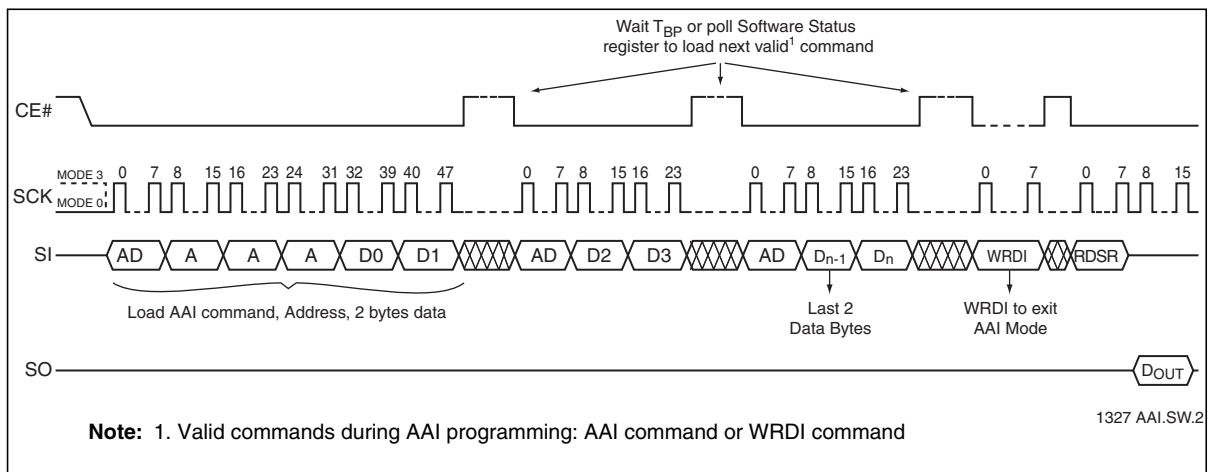 Wait TBP or poll Software Status
register to load next valid1 command
CE#
MODE 3
MODE 0
SCK
0 7 8 15 16 23 24 31 32 39 40 47 0 7 8 15 16 23 0 7 8 15 16 23 0 7 0 7 8 15
SI
AD A A A D0 D1 AD D2 D3 AD Dn-1 Dn WRDI RDSR
Load AAI command, Address, 2 bytes data
Last 2
Data Bytes
WRDI to exit
AAI Mode
SO
DOUT
1327 AAI.SW.2
Note: 1. Valid commands during AAI programming: AAI command or WRDI command